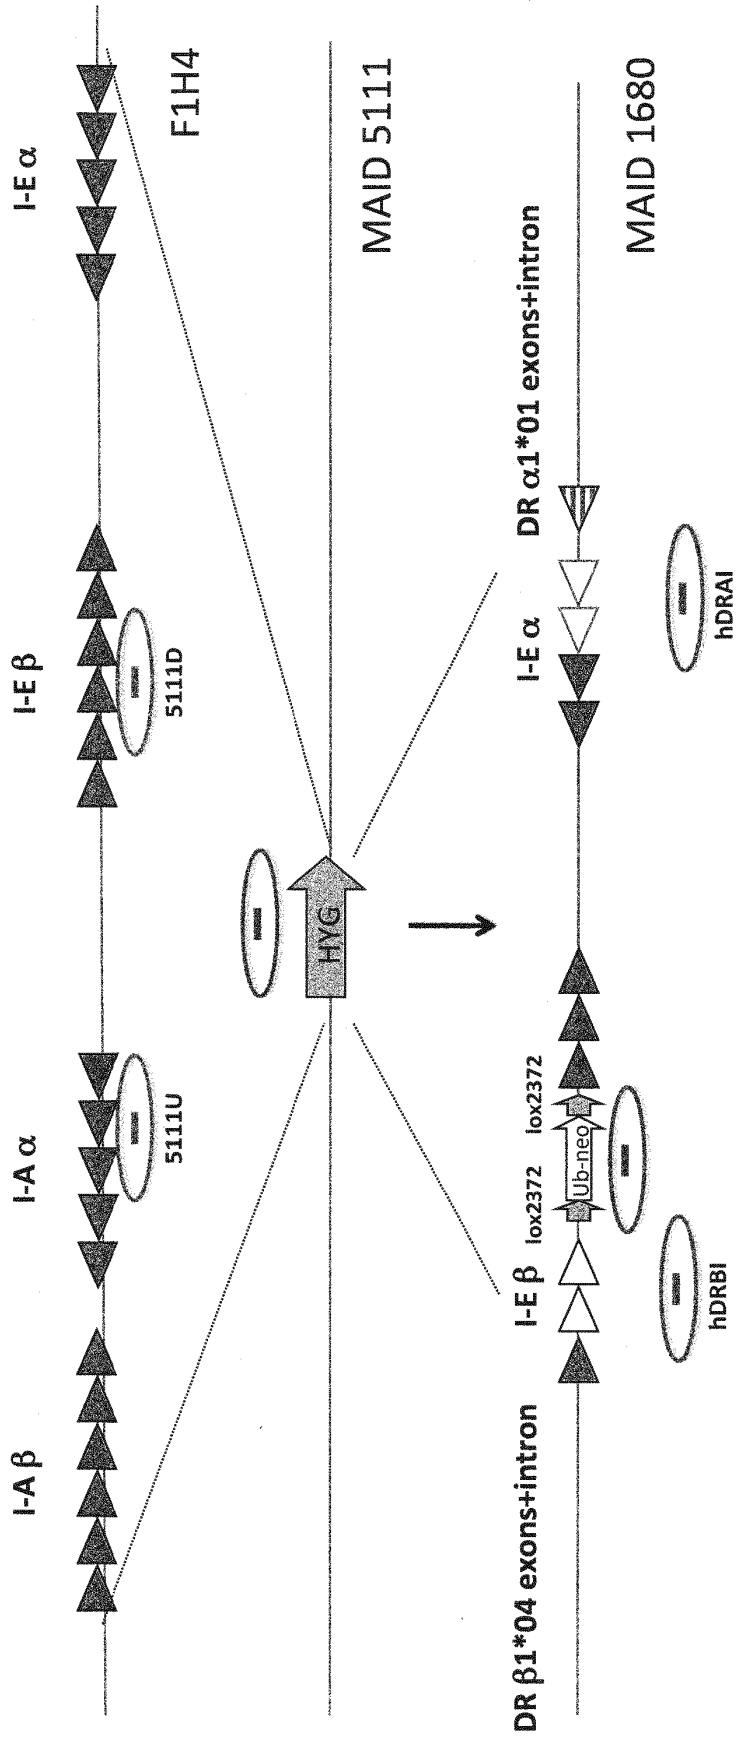 I-A β
I-A α
I-E β
I-E α
5111U
5111D
F1H4
HYG
MAID 5111
DR β1*04 exons+intron
I-E β
lox2372
lox2372
Ub-neo
I-E α
DR α1*01 exons+intron
hDRBI
hDRAI
MAID 1680